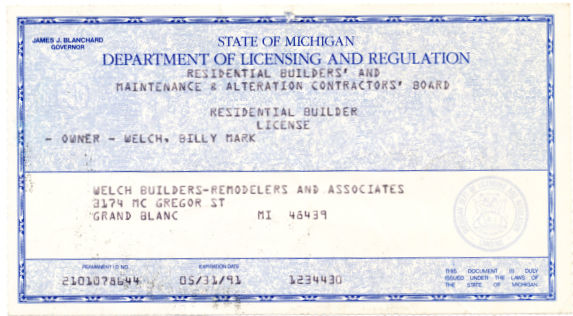 JAMES J. BLANCHARD
GOVERNOR
STATE OF MICHIGAN
DEPARTMENT OF LICENSING AND REGULATION
RESIDENTIAL BUILDERS' AND
MAINTENANCE & ALTERATION CONTRACTORS' BOARD
RESIDENTIAL BUILDER
LICENSE
- OWNER - WELCH, BILLY MARK
WELCH BUILDERS-REMODELERS AND ASSOCIATES
3174 MC GREGOR ST
GRAND BLANC MI 48439
PERMANENT I.D. NO. EXPIRATION DATE
2101078644 05/31/91 1234430
THIS DOCUMENT IS DULY
ISSUED UNDER THE LAWS OF
THE STATE OF MICHIGAN